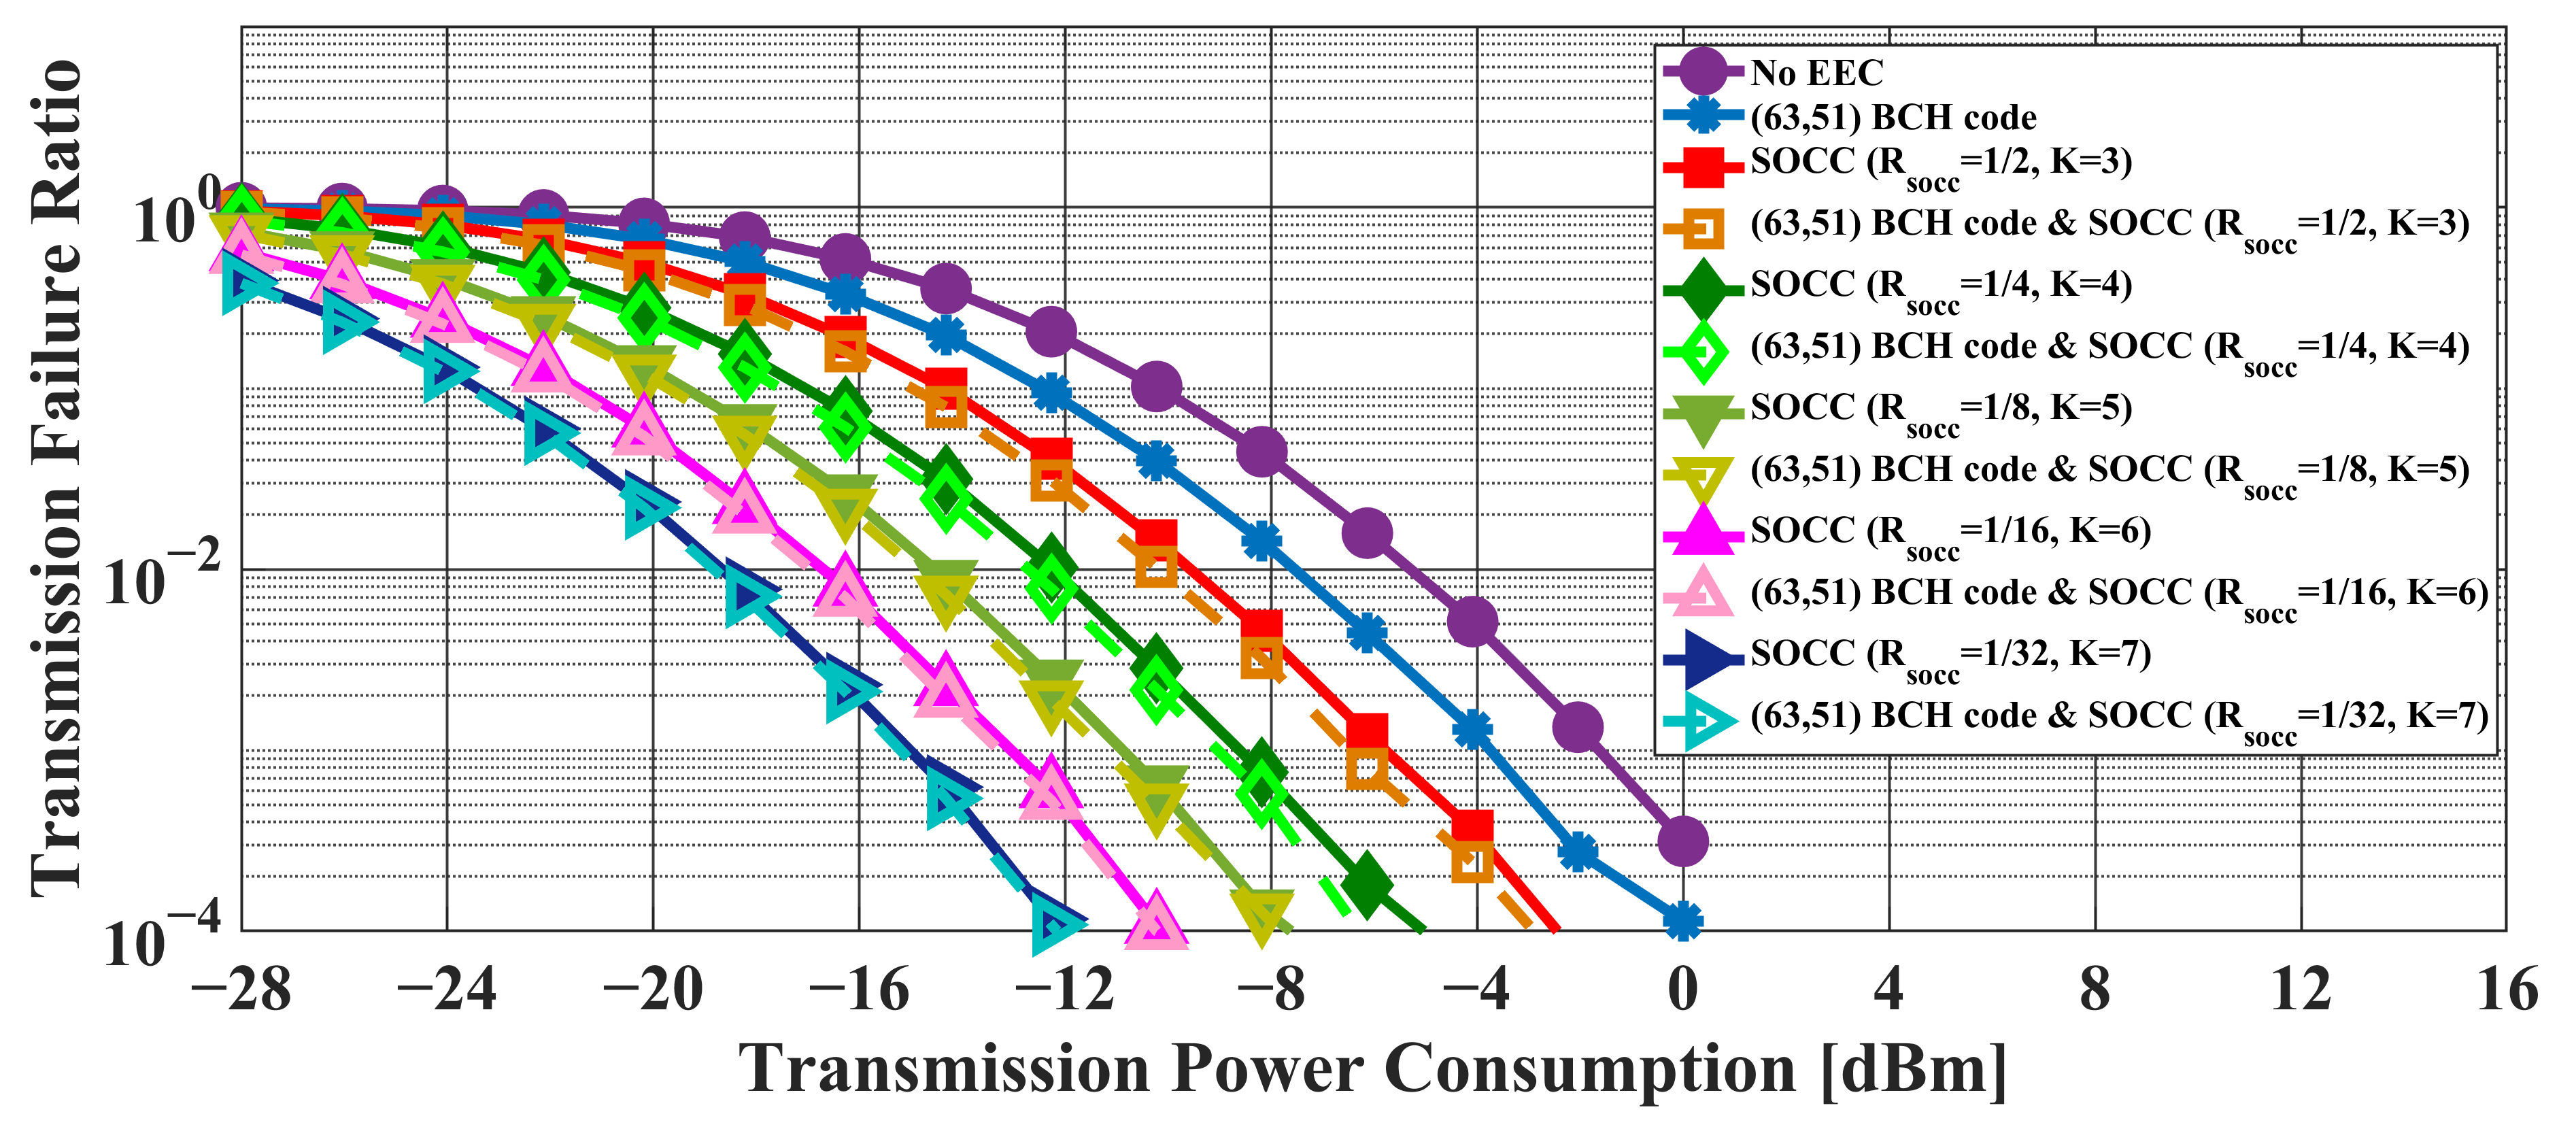 Transmission Failure Ratio
10^0
10^−2
10^−4
No EEC
(63,51) BCH code
SOCC (R_socc=1/2, K=3)
(63,51) BCH code & SOCC (R_socc=1/2, K=3)
SOCC (R_socc=1/4, K=4)
(63,51) BCH code & SOCC (R_socc=1/4, K=4)
SOCC (R_socc=1/8, K=5)
(63,51) BCH code & SOCC (R_socc=1/8, K=5)
SOCC (R_socc=1/16, K=6)
(63,51) BCH code & SOCC (R_socc=1/16, K=6)
SOCC (R_socc=1/32, K=7)
(63,51) BCH code & SOCC (R_socc=1/32, K=7)
−28 −24 −20 −16 −12 −8 −4 0 4 8 12 16
Transmission Power Consumption [dBm]